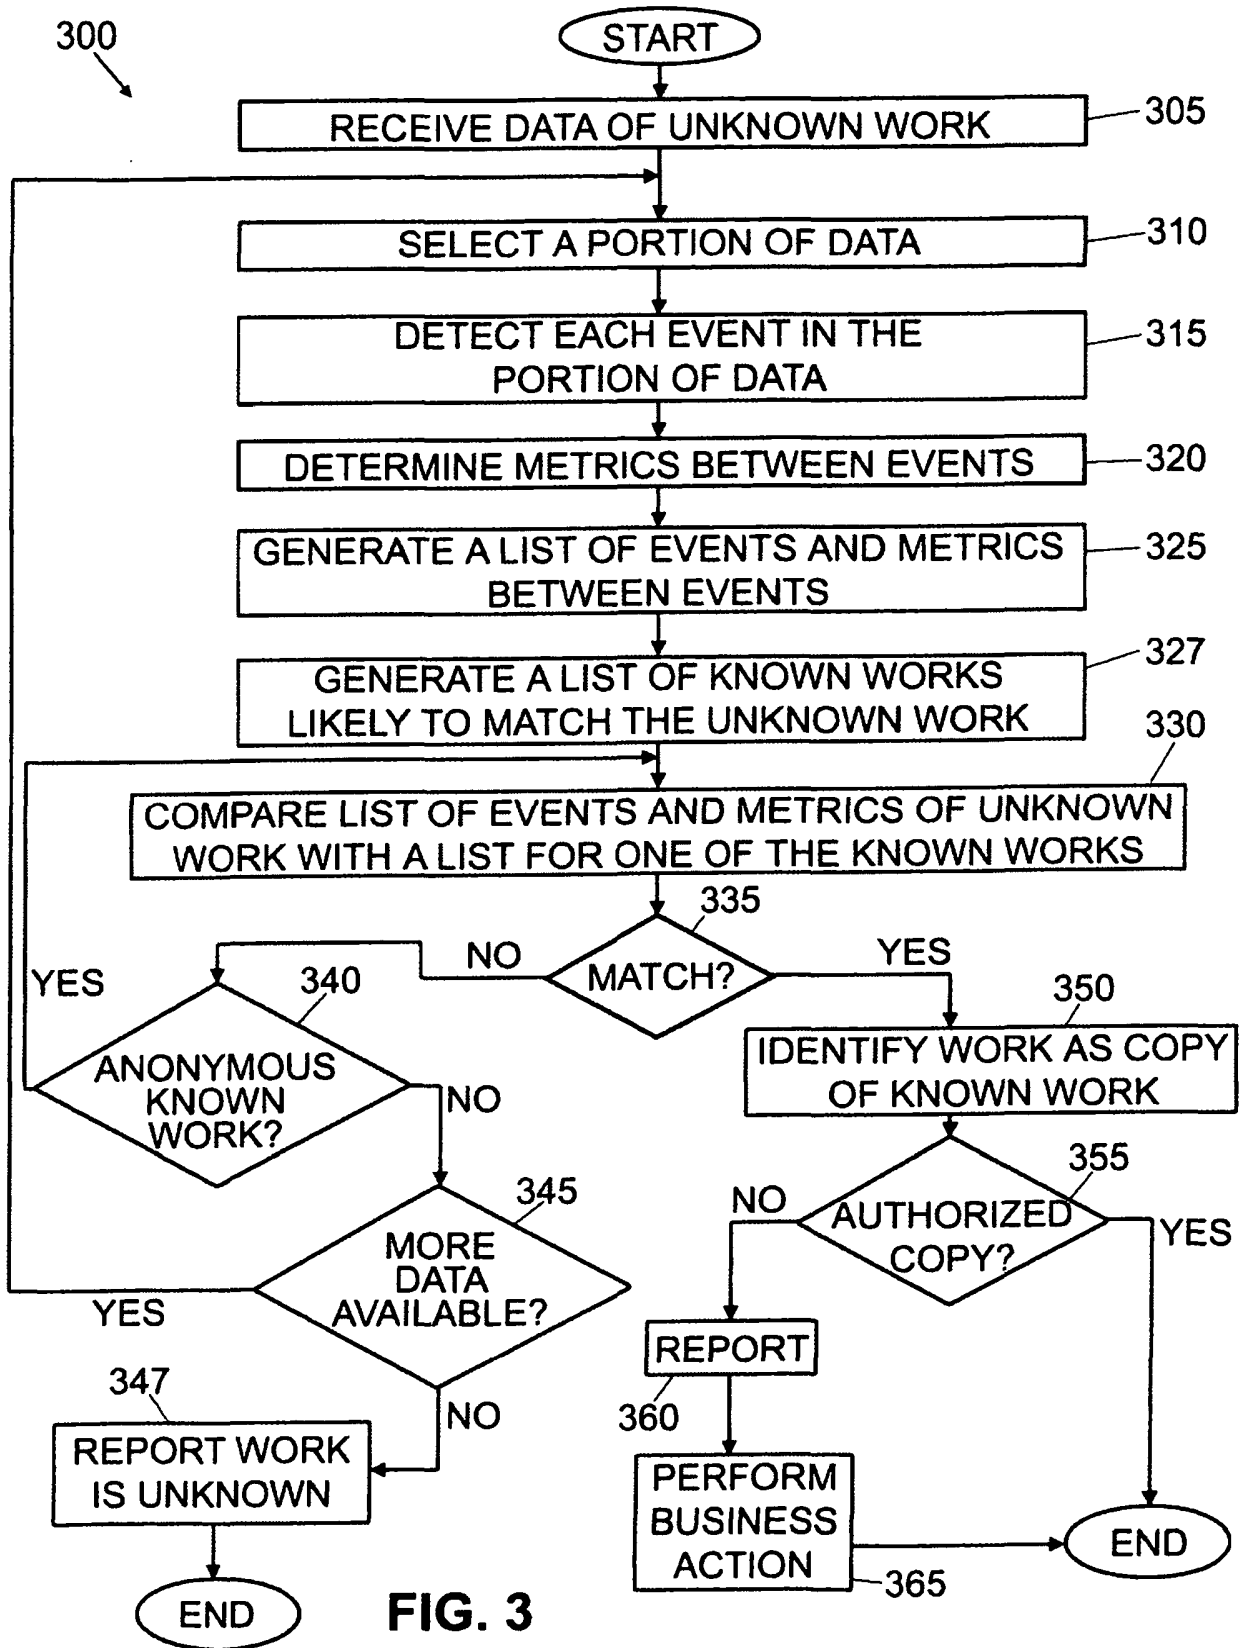 300
START
RECEIVE DATA OF UNKNOWN WORK
305
SELECT A PORTION OF DATA
310
DETECT EACH EVENT IN THE
PORTION OF DATA
315
DETERMINE METRICS BETWEEN EVENTS
320
GENERATE A LIST OF EVENTS AND METRICS
BETWEEN EVENTS
325
GENERATE A LIST OF KNOWN WORKS
LIKELY TO MATCH THE UNKNOWN WORK
327
330
COMPARE LIST OF EVENTS AND METRICS OF UNKNOWN
WORK WITH A LIST FOR ONE OF THE KNOWN WORKS
335
MATCH?
NO
YES
YES
340
ANONYMOUS
KNOWN
WORK?
NO
350
IDENTIFY WORK AS COPY
OF KNOWN WORK
345
MORE
DATA
AVAILABLE?
YES
NO
355
AUTHORIZED
COPY?
NO
YES
347
REPORT WORK
IS UNKNOWN
END
REPORT
360
PERFORM
BUSINESS
ACTION
365
END
FIG. 3